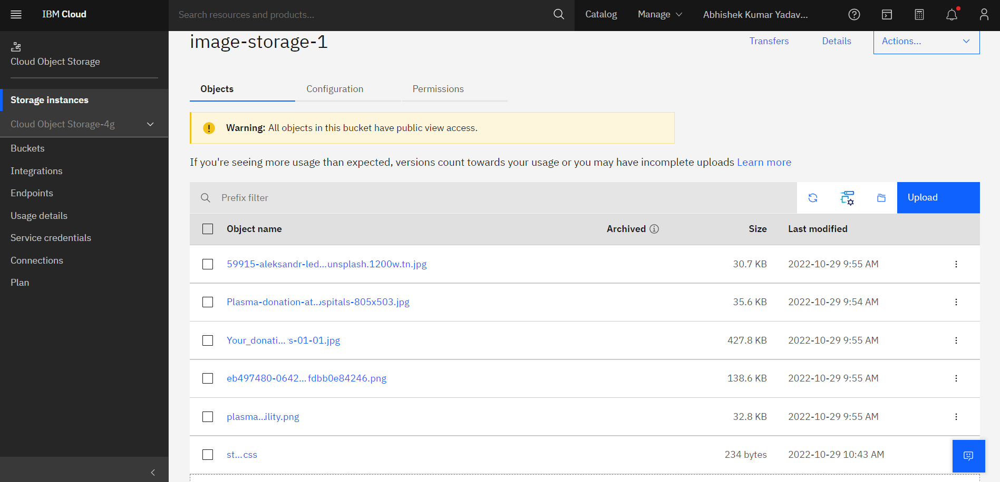 IBM Cloud
Search resources and products...
Catalog
Manage
Abhishek Kumar Yadav...
Cloud Object Storage
Storage instances
Cloud Object Storage-4g
Buckets
Integrations
Endpoints
Usage details
Service credentials
Connections
Plan
image-storage-1
Transfers
Details
Actions...
Objects
Configuration
Permissions
Warning: All objects in this bucket have public view access.
If you're seeing more usage than expected, versions count towards your usage or you may have incomplete uploads Learn more
Prefix filter
Upload
Object name Archived Size Last modified
59915-aleksandr-led...unsplash.1200w.tn.jpg 30.7 KB 2022-10-29 9:55 AM
Plasma-donation-at...spitals-805x503.jpg 35.6 KB 2022-10-29 9:54 AM
Your_donati...s-01-01.jpg 427.8 KB 2022-10-29 9:55 AM
eb497480-0642...fdbb0e84246.png 138.6 KB 2022-10-29 9:55 AM
plasma...ility.png 32.8 KB 2022-10-29 9:55 AM
st...css 234 bytes 2022-10-29 10:43 AM